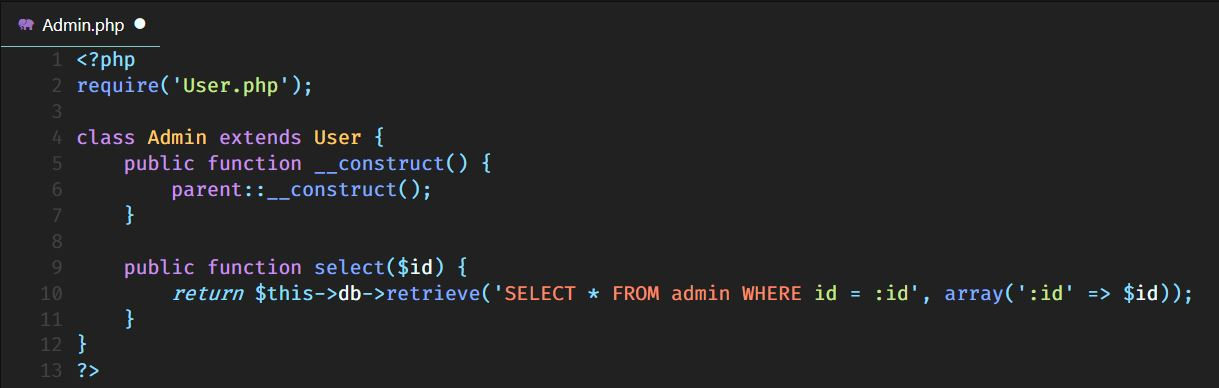 Admin.php
1 <?php
2 require('User.php');
3
4 class Admin extends User {
5     public function __construct() {
6         parent::__construct();
7     }
8
9     public function select($id) {
10         return $this->db->retrieve('SELECT * FROM admin WHERE id = :id', array(':id' => $id));
11     }
12 }
13 ?>